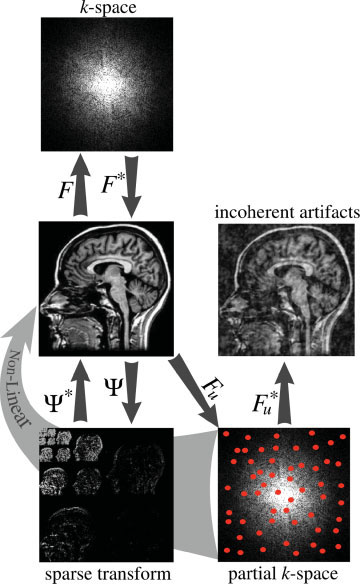 k-space
F
F*
incoherent artifacts
Non-Linear
Ψ*
Ψ
Fᵤ
Fᵤ*
sparse transform
partial k-space